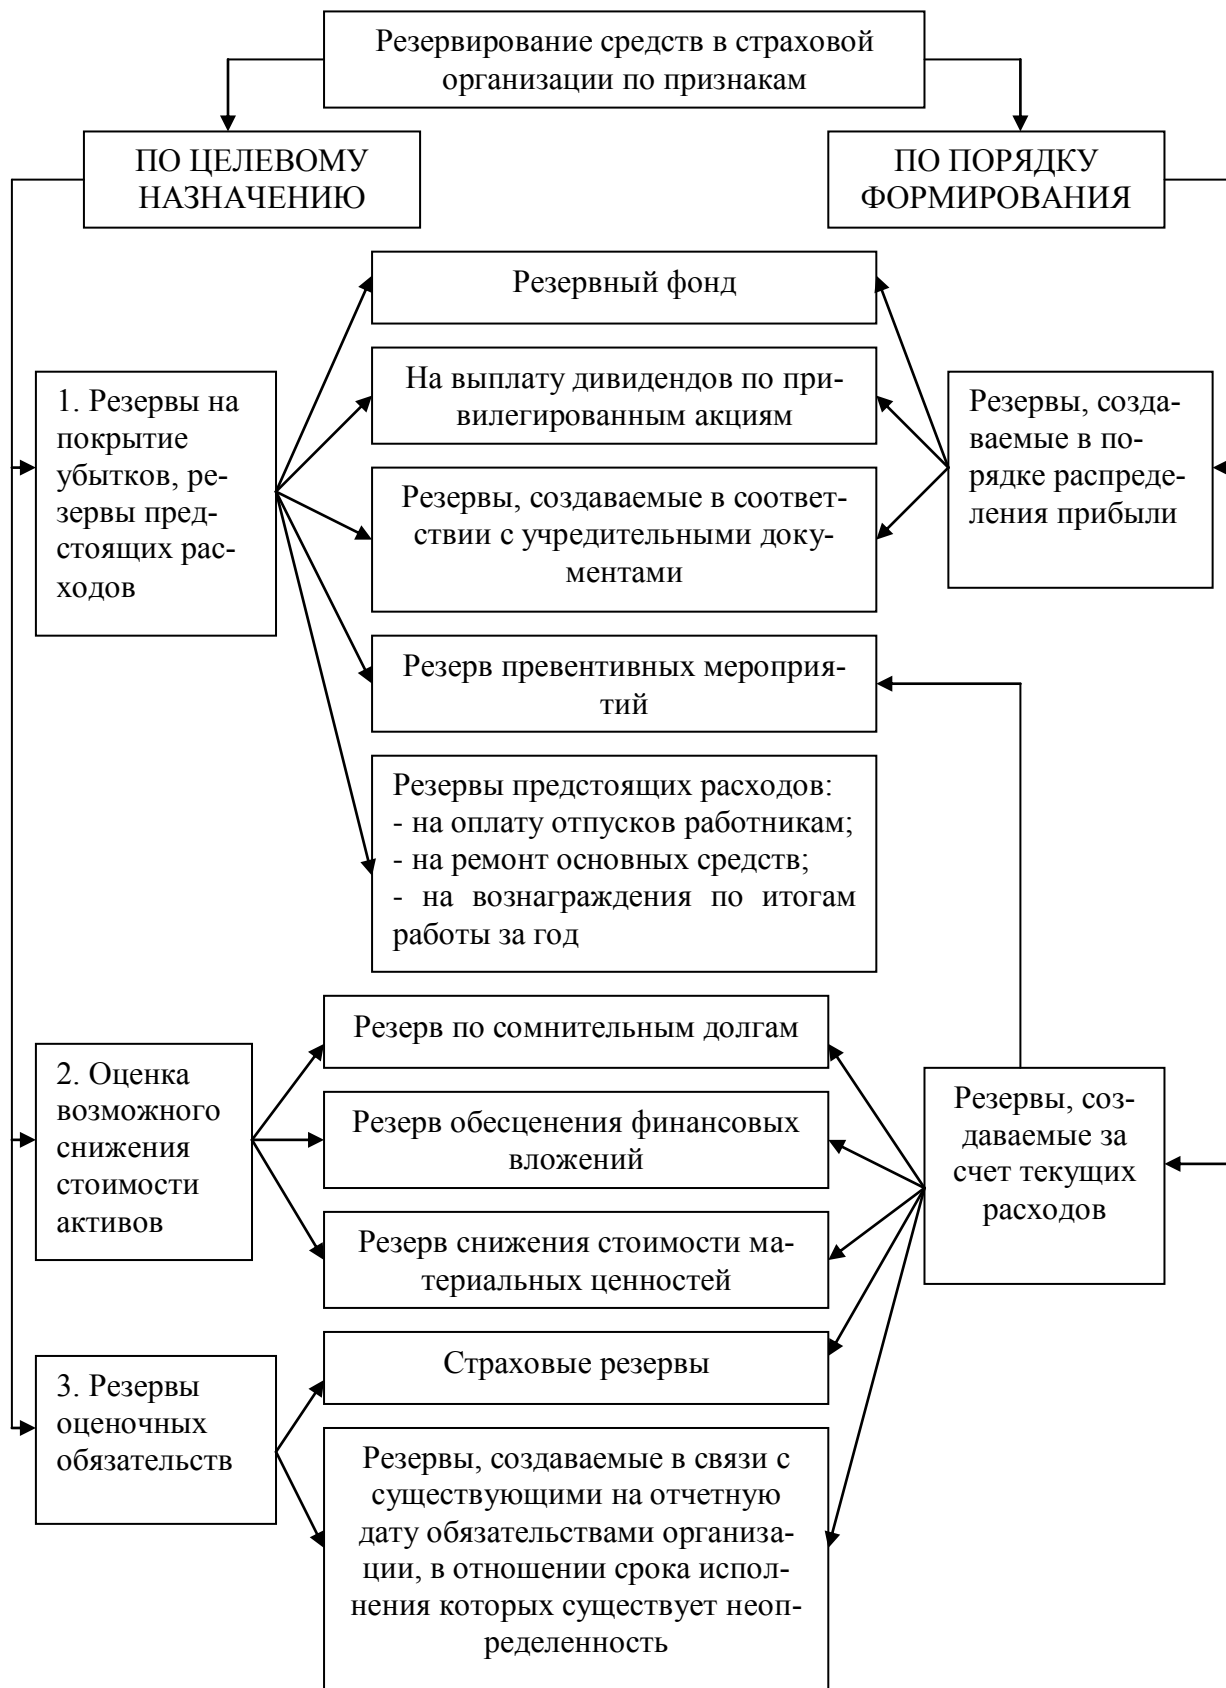 Резервирование средств в страховой
организации по признакам
ПО ЦЕЛЕВОМУ
НАЗНАЧЕНИЮ
ПО ПОРЯДКУ
ФОРМИРОВАНИЯ
Резервный фонд
1. Резервы на
покрытие
убытков, ре-
зервы пред-
стоящих рас-
ходов
На выплату дивидендов по при-
вилегированным акциям
Резервы, создаваемые в соответ-
ствии с учредительными доку-
ментами
Резервы, созда-
ваемые в по-
рядке распреде-
ления прибыли
Резерв превентивных мероприя-
тий
Резервы предстоящих расходов:
- на оплату отпусков работникам;
- на ремонт основных средств;
- на вознаграждения по итогам
работы за год
2. Оценка
возможного
снижения
стоимости
активов
Резерв по сомнительным долгам
Резерв обесценения финансовых
вложений
Резерв снижения стоимости ма-
териальных ценностей
Резервы, соз-
даваемые за
счет текущих
расходов
3. Резервы
оценочных
обязательств
Страховые резервы
Резервы, создаваемые в связи с
существующими на отчетную
дату обязательствами организа-
ции, в отношении срока испол-
нения которых существует неоп-
ределенность